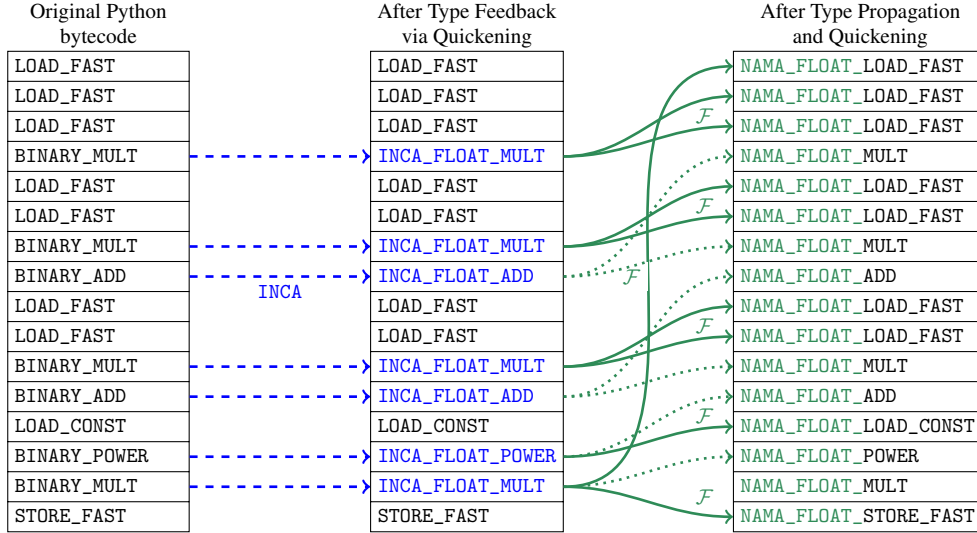 Original Python
bytecode
LOAD_FAST
LOAD_FAST
LOAD_FAST
BINARY_MULT
LOAD_FAST
LOAD_FAST
BINARY_MULT
BINARY_ADD
LOAD_FAST
LOAD_FAST
BINARY_MULT
BINARY_ADD
LOAD_CONST
BINARY_POWER
BINARY_MULT
STORE_FAST
INCA
After Type Feedback
via Quickening
LOAD_FAST
LOAD_FAST
LOAD_FAST
INCA_FLOAT_MULT
LOAD_FAST
LOAD_FAST
INCA_FLOAT_MULT
INCA_FLOAT_ADD
LOAD_FAST
LOAD_FAST
INCA_FLOAT_MULT
INCA_FLOAT_ADD
LOAD_CONST
INCA_FLOAT_POWER
INCA_FLOAT_MULT
STORE_FAST
ℱ
ℱ
ℱ
ℱ
ℱ
ℱ
After Type Propagation
and Quickening
NAMA_FLOAT_LOAD_FAST
NAMA_FLOAT_LOAD_FAST
NAMA_FLOAT_LOAD_FAST
NAMA_FLOAT_MULT
NAMA_FLOAT_LOAD_FAST
NAMA_FLOAT_LOAD_FAST
NAMA_FLOAT_MULT
NAMA_FLOAT_ADD
NAMA_FLOAT_LOAD_FAST
NAMA_FLOAT_LOAD_FAST
NAMA_FLOAT_MULT
NAMA_FLOAT_ADD
NAMA_FLOAT_LOAD_CONST
NAMA_FLOAT_POWER
NAMA_FLOAT_MULT
NAMA_FLOAT_STORE_FAST